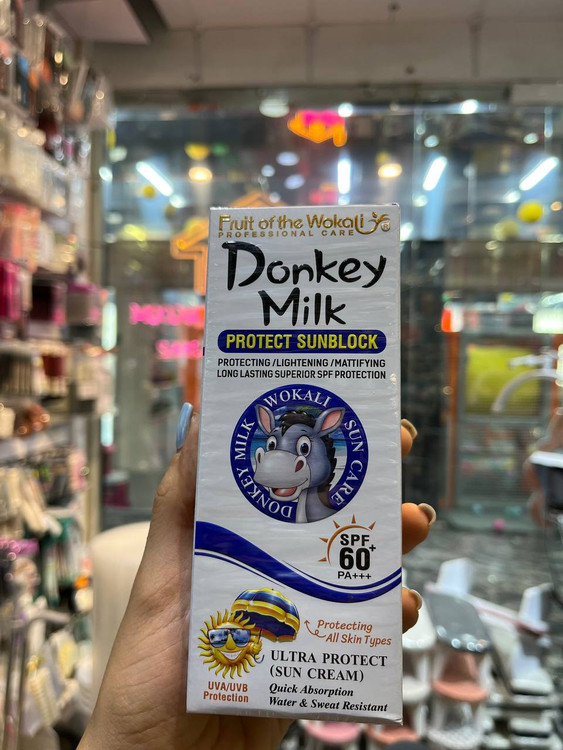 Fruit of the Wokali
PROFESSIONAL CARE
Donkey
Milk
PROTECT SUNBLOCK
PROTECTING /LIGHTENING /MATTIFYING
LONG LASTING SUPERIOR SPF PROTECTION
WOKALI
DONKEY MILK
SUN CARE
SPF
60+
PA+++
Protecting
All Skin Types
ULTRA PROTECT
(SUN CREAM)
UVA/UVB
Protection
Quick Absorption
Water & Sweat Resistant